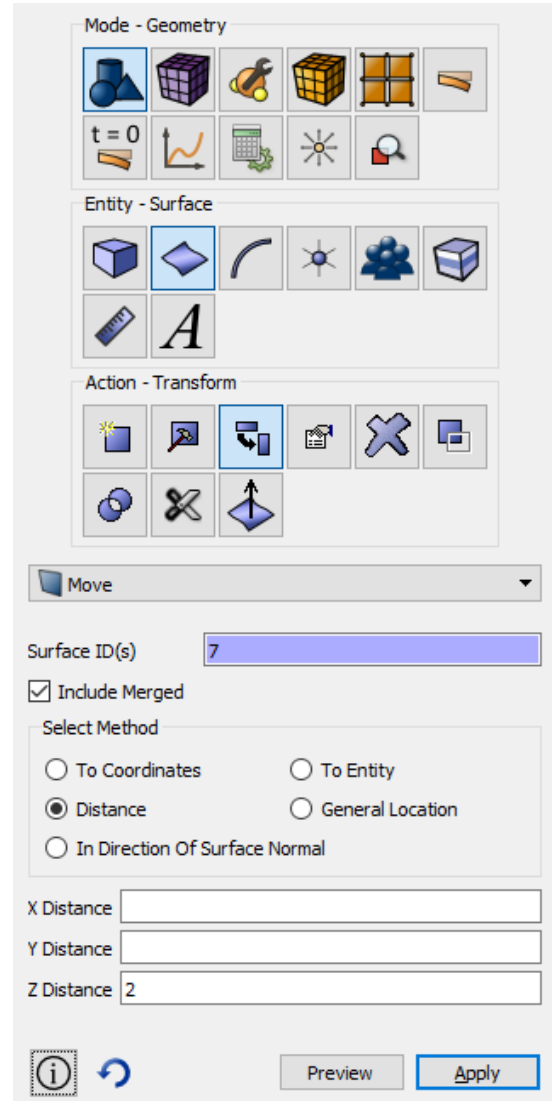 Mode - Geometry
t = 0
Entity - Surface
A
Action - Transform
Move
Surface ID(s) 7
Include Merged
Select Method
To Coordinates To Entity
Distance General Location
In Direction Of Surface Normal
X Distance
Y Distance
Z Distance 2
i Preview Apply